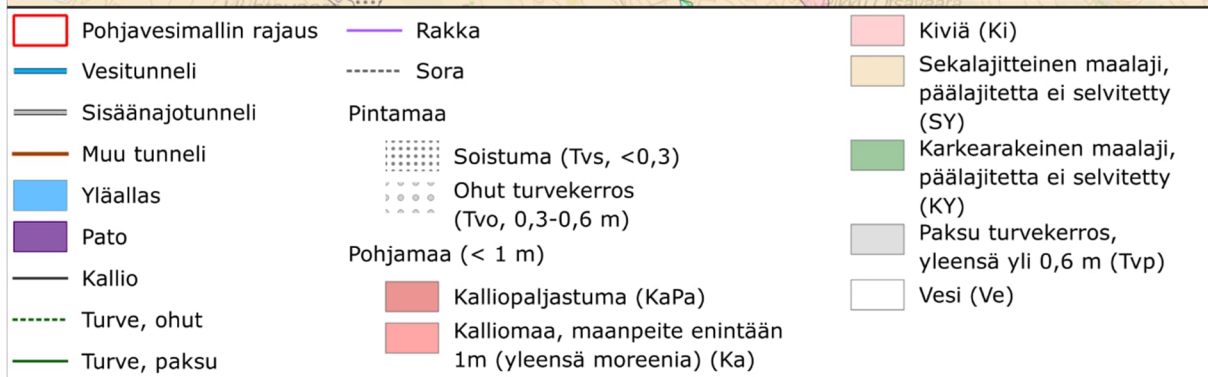 Pohjavesimallin rajaus
Vesitunneli
Sisäänajotunneli
Muu tunneli
Yläallas
Pato
Kallio
Turve, ohut
Turve, paksu
Rakka
Sora
Pintamaa
Soistuma (Tvs, <0,3)
Ohut turvekerros
(Tvo, 0,3-0,6 m)
Pohjamaa (< 1 m)
Kalliopaljastuma (KaPa)
Kalliomaa, maanpeite enintään
1m (yleensä moreenia) (Ka)
Kiviä (Ki)
Sekalajitteinen maalaji,
päälajitetta ei selvitetty
(SY)
Karkearakeinen maalaji,
päälajitetta ei selvitetty
(KY)
Paksu turvekerros,
yleensä yli 0,6 m (Tvp)
Vesi (Ve)